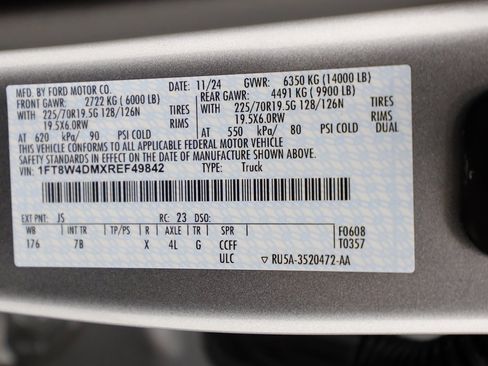 MFD. BY FORD MOTOR CO. DATE: 11/24 GVWR: 6350 KG (14000 LB)
FRONT GAWR: 2722 KG ( 6000 LB) REAR GAWR: 4491 KG ( 9900 LB)
WITH 225/70R19.5G 128/126N TIRES WITH 225/70R19.5G 128/126N TIRES
19.5X6.0RW RIMS 19.5X6.0RW RIMS
AT 620 kPa/ 90 PSI COLD AT 550 kPa/ 80 PSI COLD
THIS VEHICLE CONFORMS TO ALL APPLICABLE FEDERAL MOTOR VEHICLE
SAFETY STANDARDS IN EFFECT ON THE DATE OF MANUFACTURE SHOWN ABOVE.
VIN: 1FT8W4DMXREF49842 TYPE: Truck
EXT PNT: JS RC: 23 DSO:
WB 7B TP/PS R AXLE TR SPR F0608
176 7B X 4L G CCFF T0357
ULC ▽ RU5A-3520472-AA